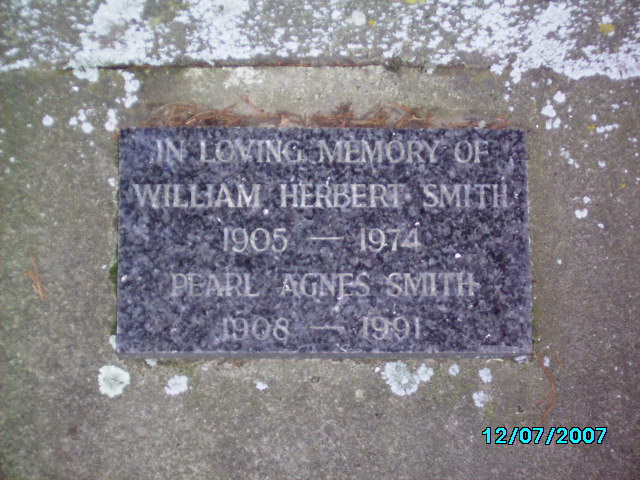 IN LOVING MEMORY OF
WILLIAM HERBERT SMITH
1905 — 1974
PEARL AGNES SMITH
1908 — 1991
12/07/2007